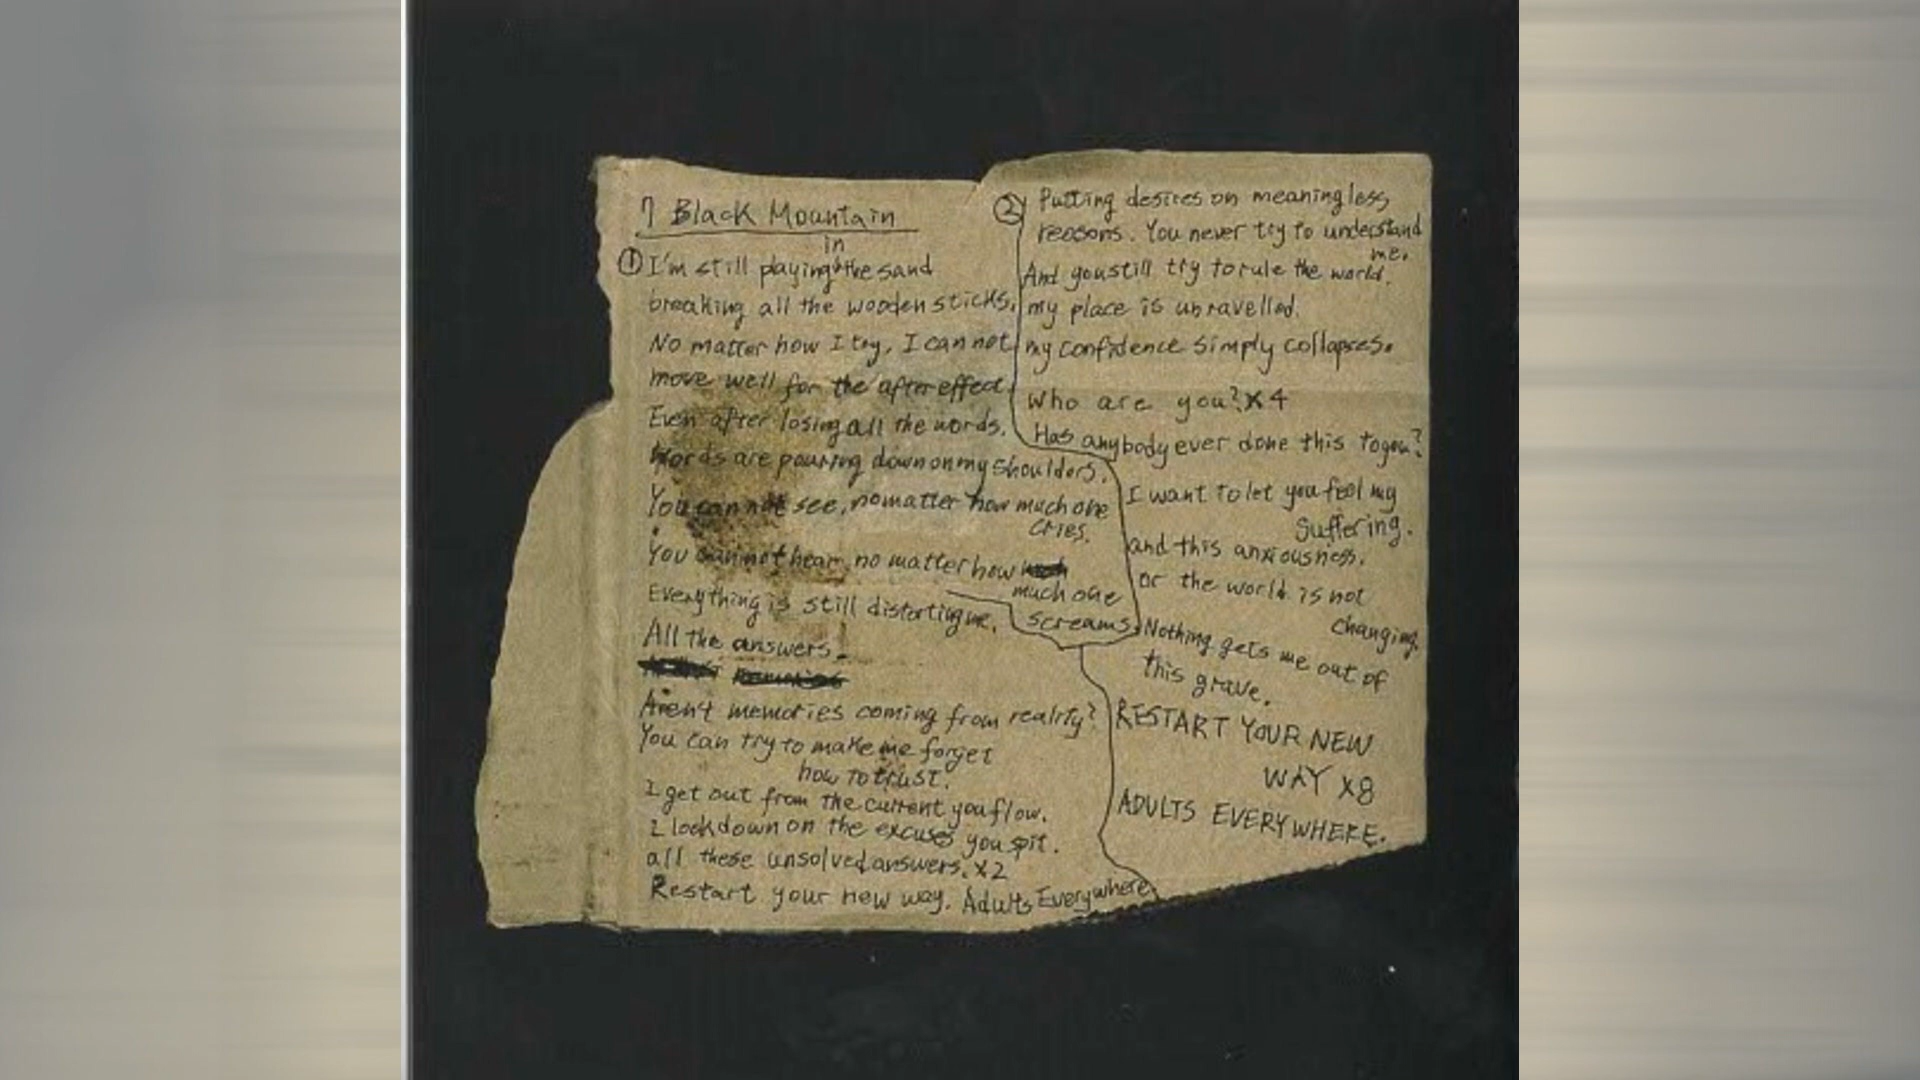 7 Black Mountain
① I'm still playing in the sand
breaking all the wooden sticks.
No matter how I try, I can not
move well for the after effect.
Even after losing all the words.
Words are pouring down on my shoulders.
You can not see, no matter how much one
cries.
You can not hear, no matter how
much one
screams.
Everything is still distorting me.
All the answers.
Aren't memories coming from reality?
You can try to make me forget
how to trust.
I get out from the current you flow.
I look down on the excuses you spit.
all these unsolved answers. x2
Restart your new way. Adults Everywhere.
② Putting desires on meaningless
reasons. You never try to understand
me.
And you still try to rule the world.
my place is unravelled.
my confidence simply collapses.
Who are you? x4
Has anybody ever done this to you?
I want to let you feel my
suffering.
and this anxiousness.
or the world is not
changing.
Nothing gets me out of
this grave.
RESTART YOUR NEW
WAY x8
ADULTS EVERYWHERE.